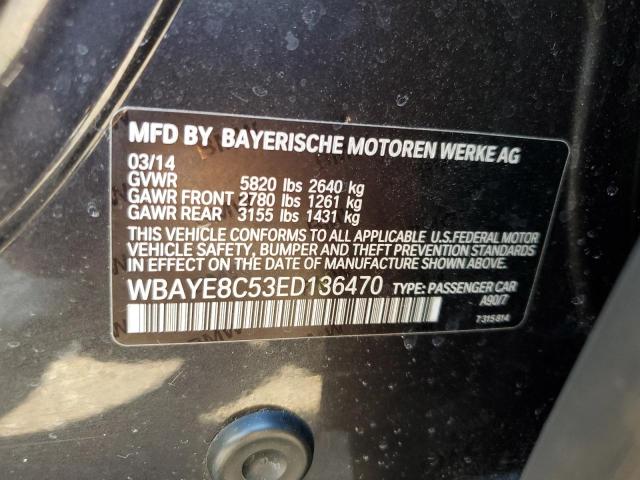 MFD BY BAYERISCHE MOTOREN WERKE AG
03/14
GVWR 5820 lbs 2640 kg
GAWR FRONT 2780 lbs 1261 kg
GAWR REAR 3155 lbs 1431 kg
THIS VEHICLE CONFORMS TO ALL APPLICABLE U.S.FEDERAL MOTOR
VEHICLE SAFETY, BUMPER AND THEFT PREVENTION STANDARDS
IN EFFECT ON THE DATE OF MANUFACTURE SHOWN ABOVE.
WBAYE8C53ED136470 TYPE: PASSENGER CAR
A90/7
7315814